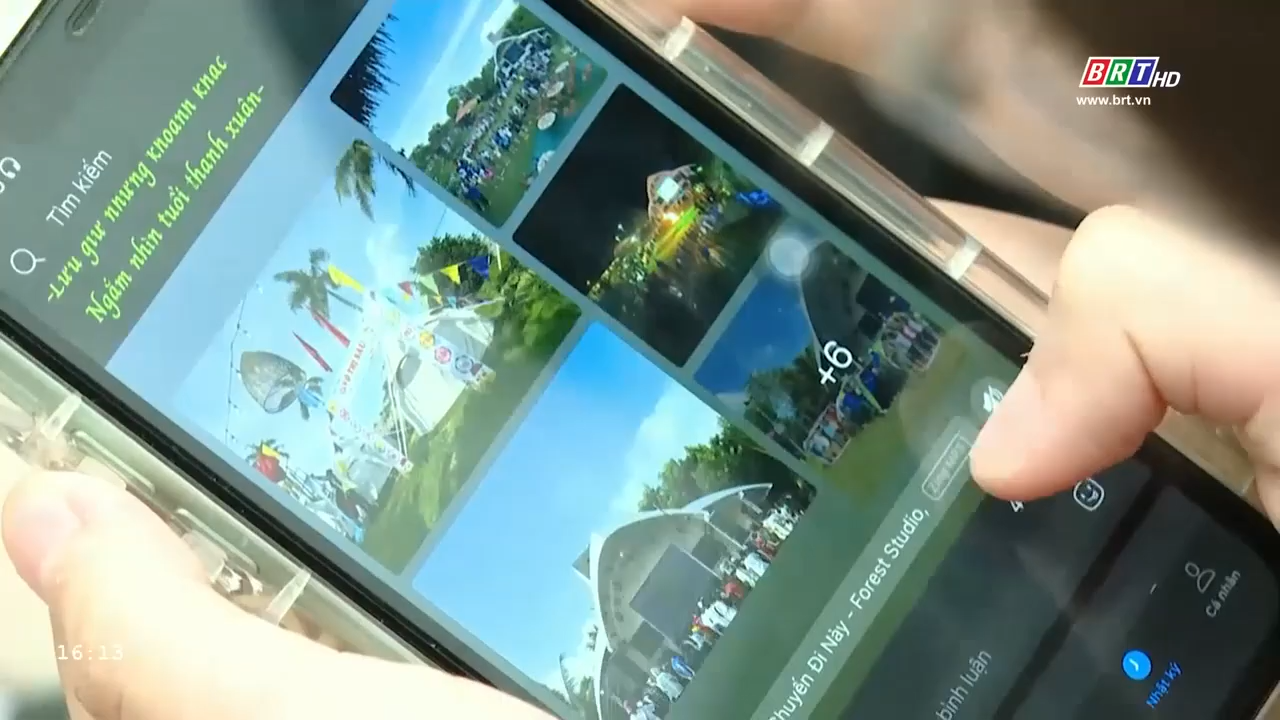 BRT HD
www.brt.vn
Tìm kiếm
-Lưu giữ những khoảnh khắc
Ngắm nhìn tuổi thanh xuân-
+6
Chuyến Đi Này - Forest Studio,
bình luận
Nhật ký
Cá nhân
16:13